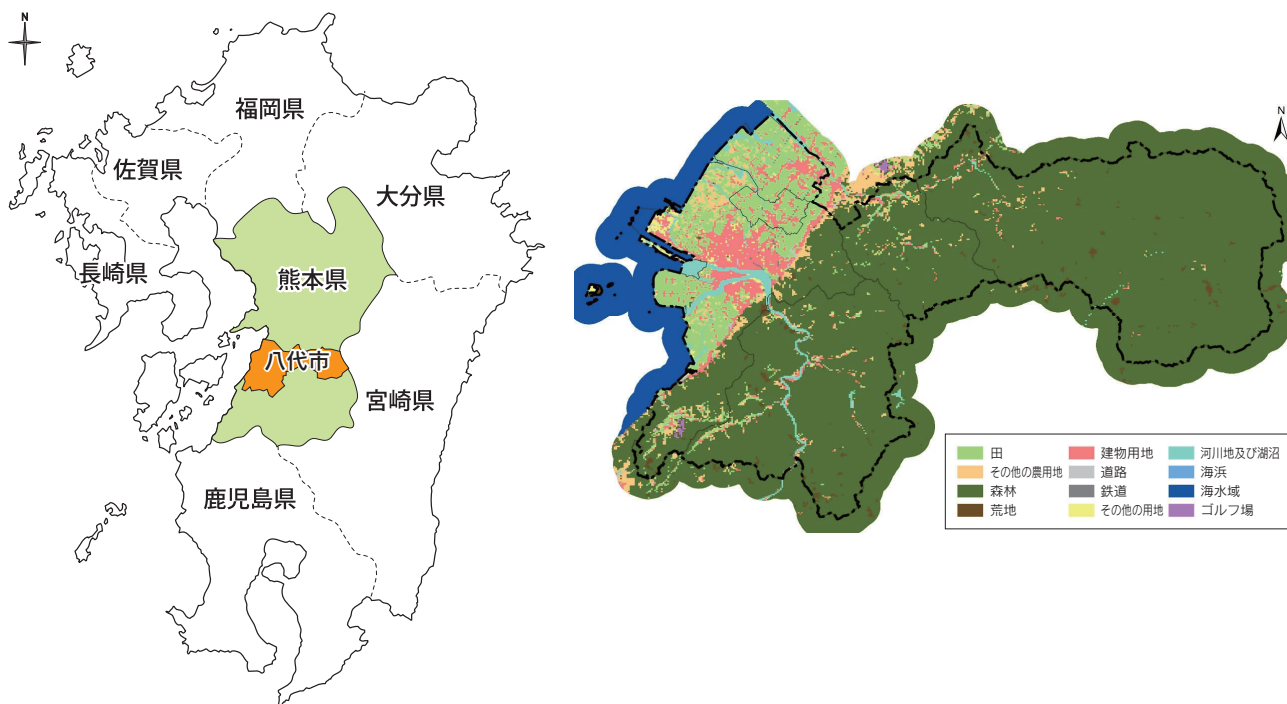 N
福岡県
佐賀県
大分県
長崎県
熊本県
八代市
宮崎県
鹿児島県
N
田
その他の農用地
森林
荒地
建物用地
道路
鉄道
その他の用地
河川地及び湖沼
海浜
海水域
ゴルフ場